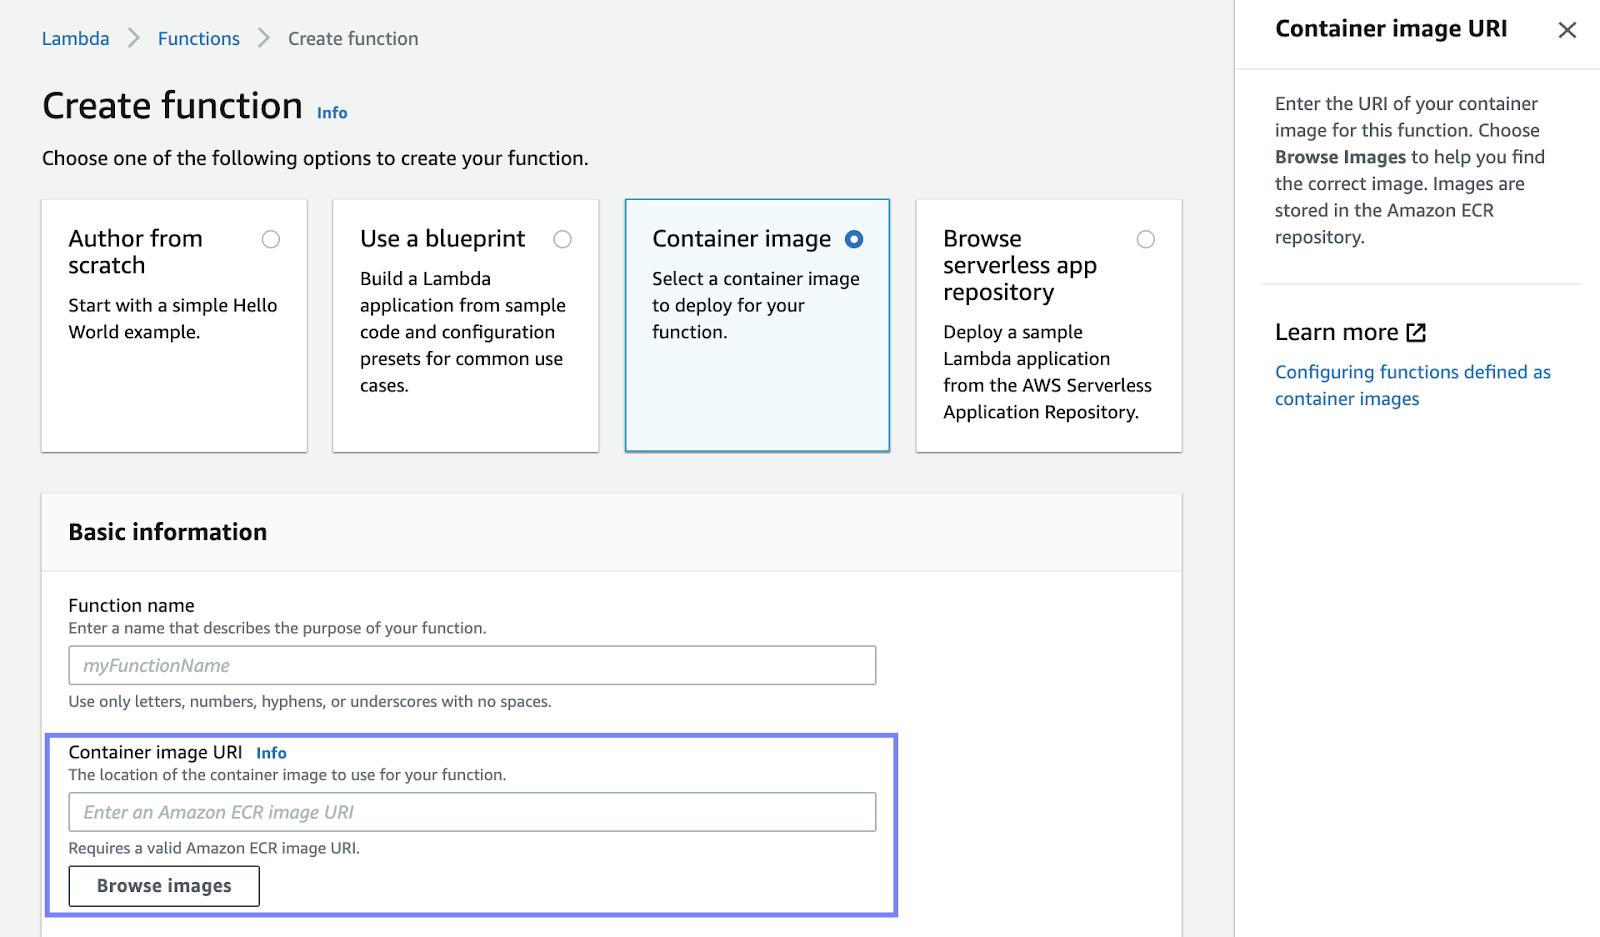 Lambda > Functions > Create function
Create function Info
Choose one of the following options to create your function.
Author from
scratch
Start with a simple Hello
World example.
Use a blueprint
Build a Lambda
application from sample
code and configuration
presets for common use
cases.
Container image
Select a container image
to deploy for your
function.
Browse
serverless app
repository
Deploy a sample
Lambda application
from the AWS Serverless
Application Repository.
Basic information
Function name
Enter a name that describes the purpose of your function.
myFunctionName
Use only letters, numbers, hyphens, or underscores with no spaces.
Container image URI Info
The location of the container image to use for your function.
Enter an Amazon ECR image URI
Requires a valid Amazon ECR image URI.
Browse images
Container image URI
Enter the URI of your container
image for this function. Choose
Browse Images to help you find
the correct image. Images are
stored in the Amazon ECR
repository.
Learn more
Configuring functions defined as
container images